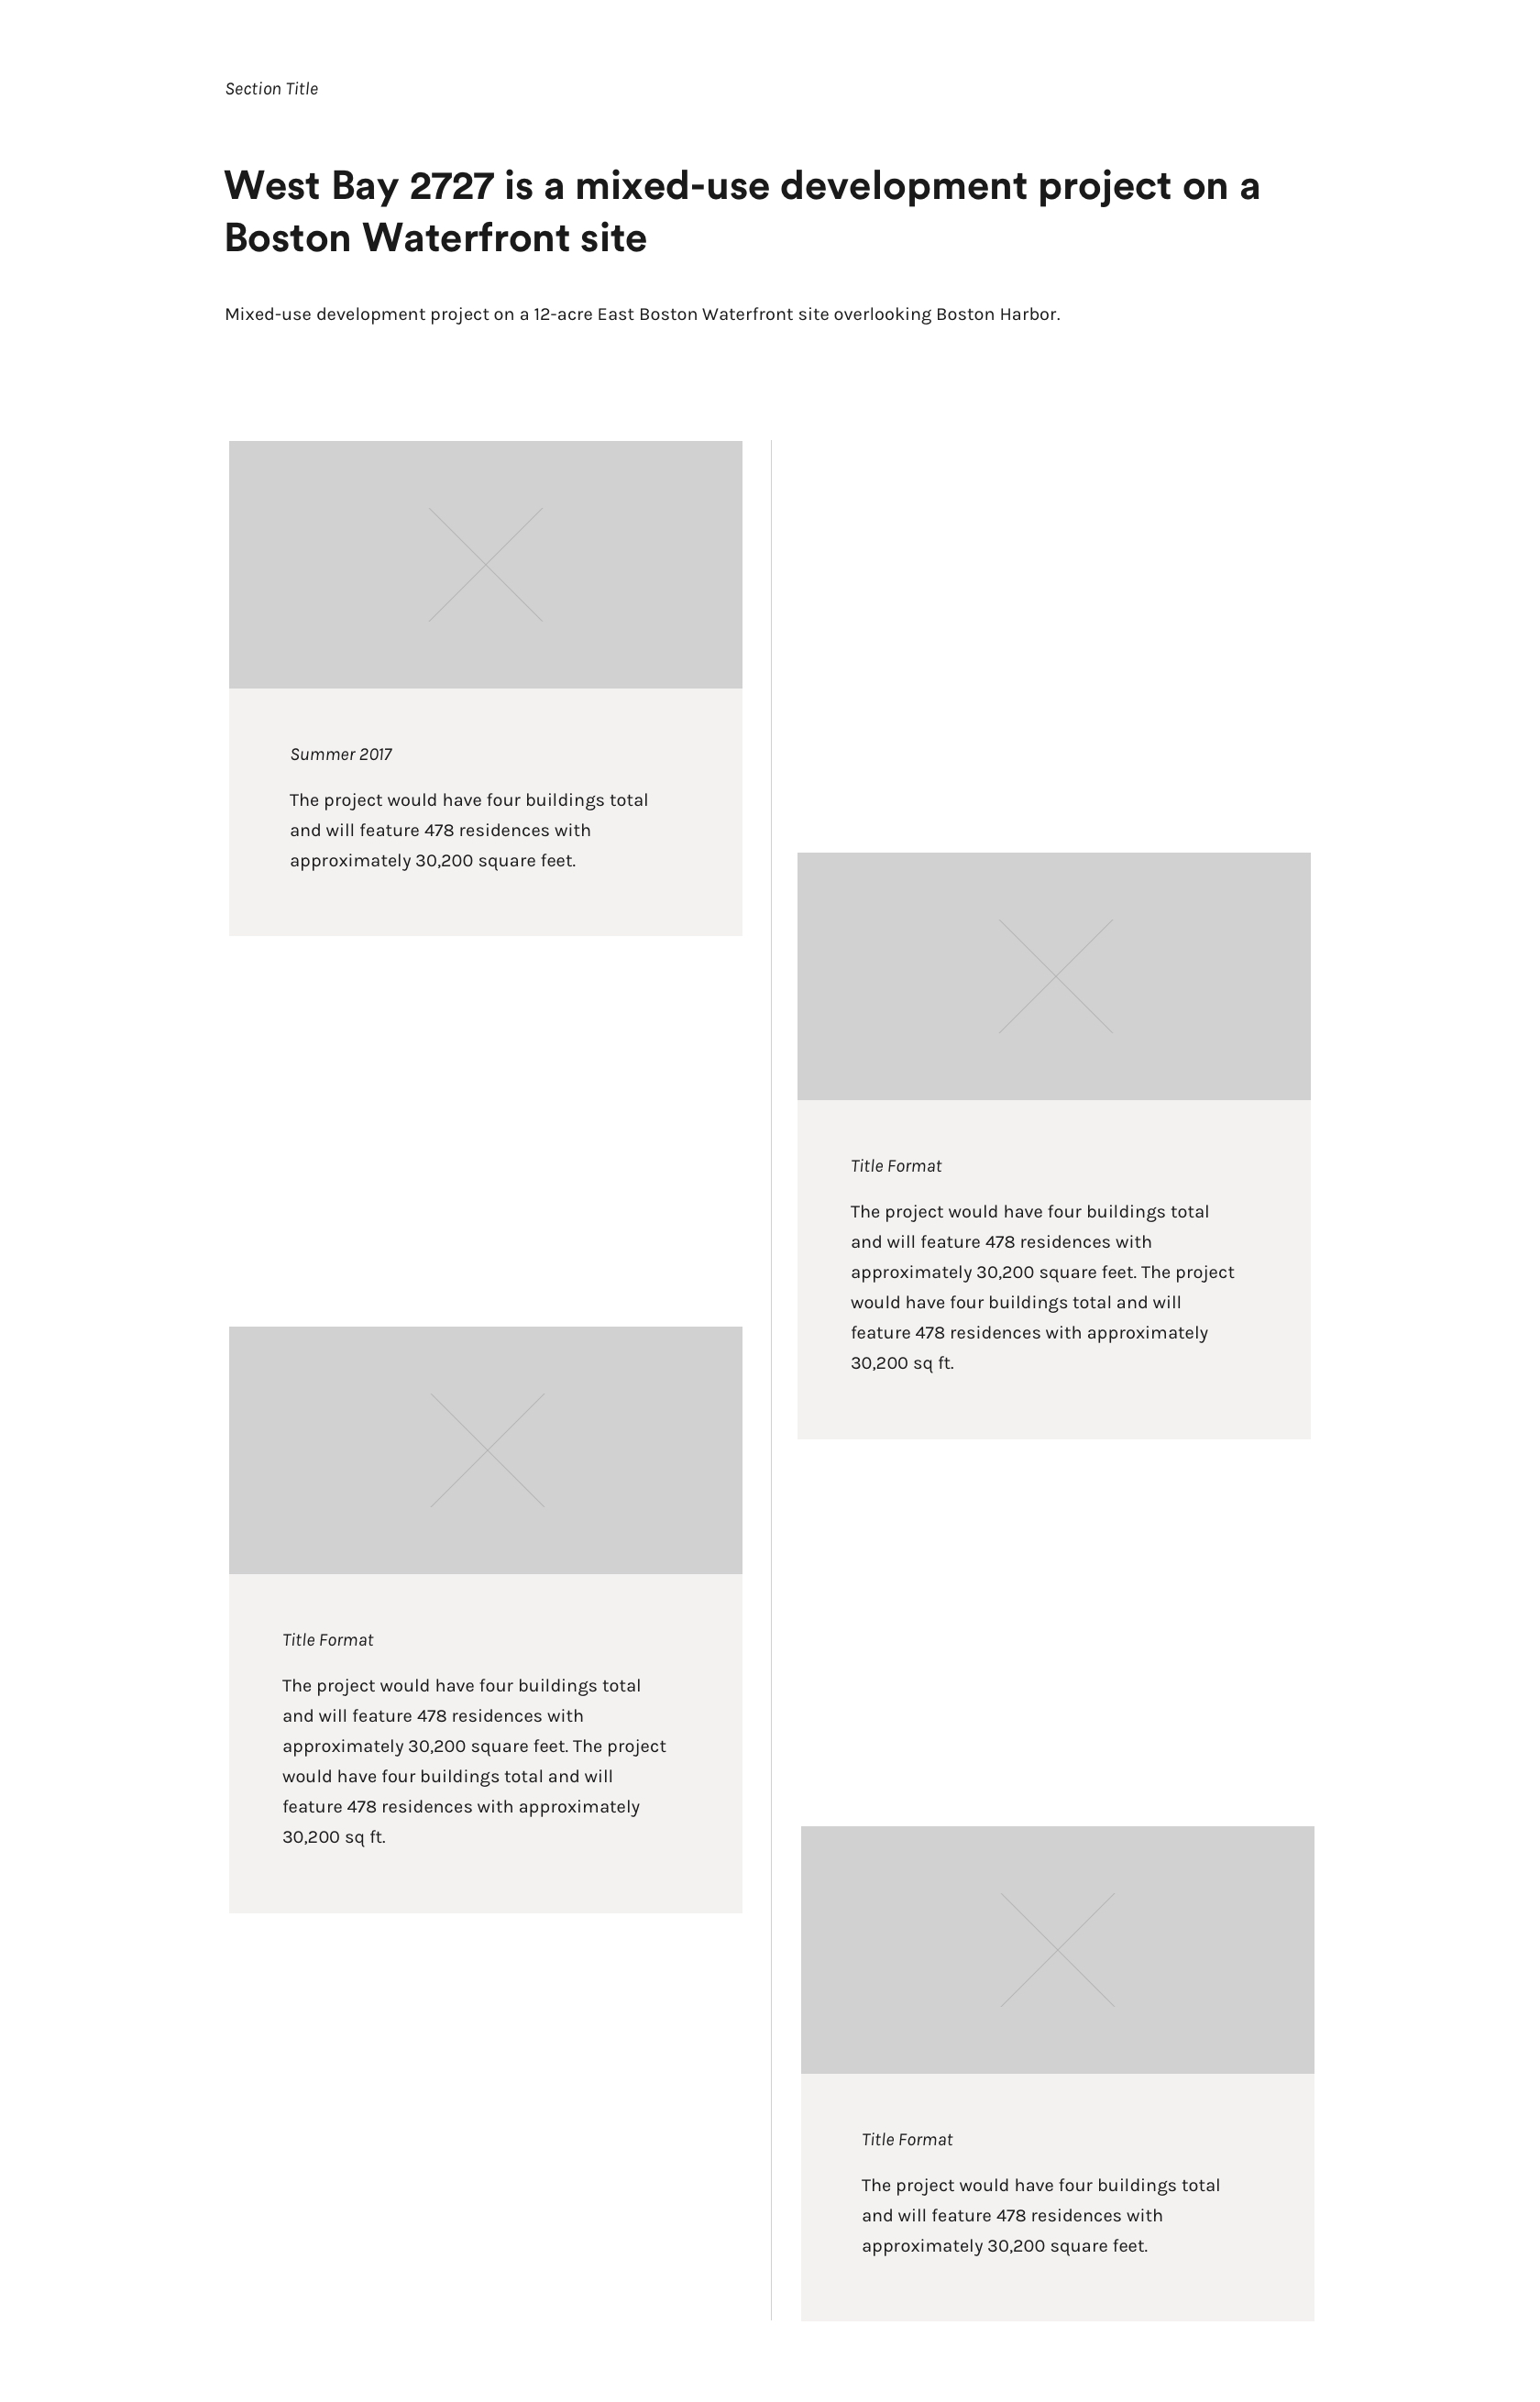 Section Title
West Bay 2727 is a mixed-use development project on a
Boston Waterfront site
Mixed-use development project on a 12-acre East Boston Waterfront site overlooking Boston Harbor.
Summer 2017
The project would have four buildings total
and will feature 478 residences with
approximately 30,200 square feet.
Title Format
The project would have four buildings total
and will feature 478 residences with
approximately 30,200 square feet. The project
would have four buildings total and will
feature 478 residences with approximately
30,200 sq ft.
Title Format
The project would have four buildings total
and will feature 478 residences with
approximately 30,200 square feet. The project
would have four buildings total and will
feature 478 residences with approximately
30,200 sq ft.
Title Format
The project would have four buildings total
and will feature 478 residences with
approximately 30,200 square feet.